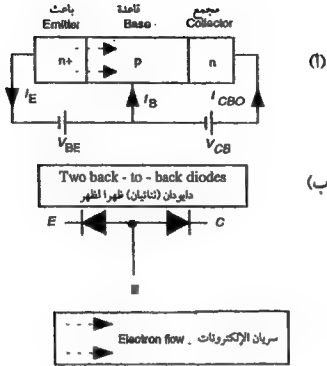 باعث قاعدة مجمع
Emitter Base Collector
n+ p n
(أ)
I_E I_B I_CBO
V_BE V_CB
Two back - to - back diodes
دايودان (ثنائيان) ظهرا لظهر
(ب)
E C
Electron flow . سريان الإلكترونات